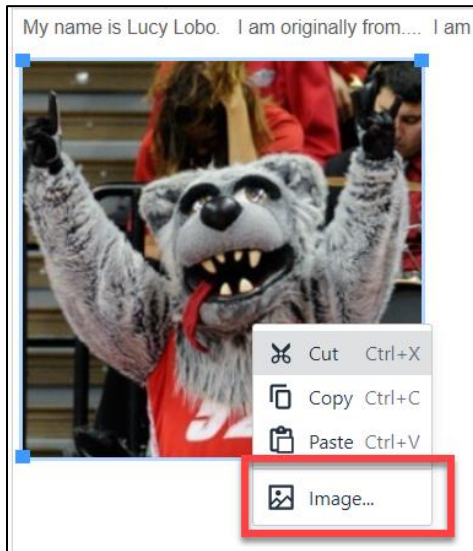 My name is Lucy Lobo. I am originally from.... I am
Cut Ctrl+X
Copy Ctrl+C
Paste Ctrl+V
Image...